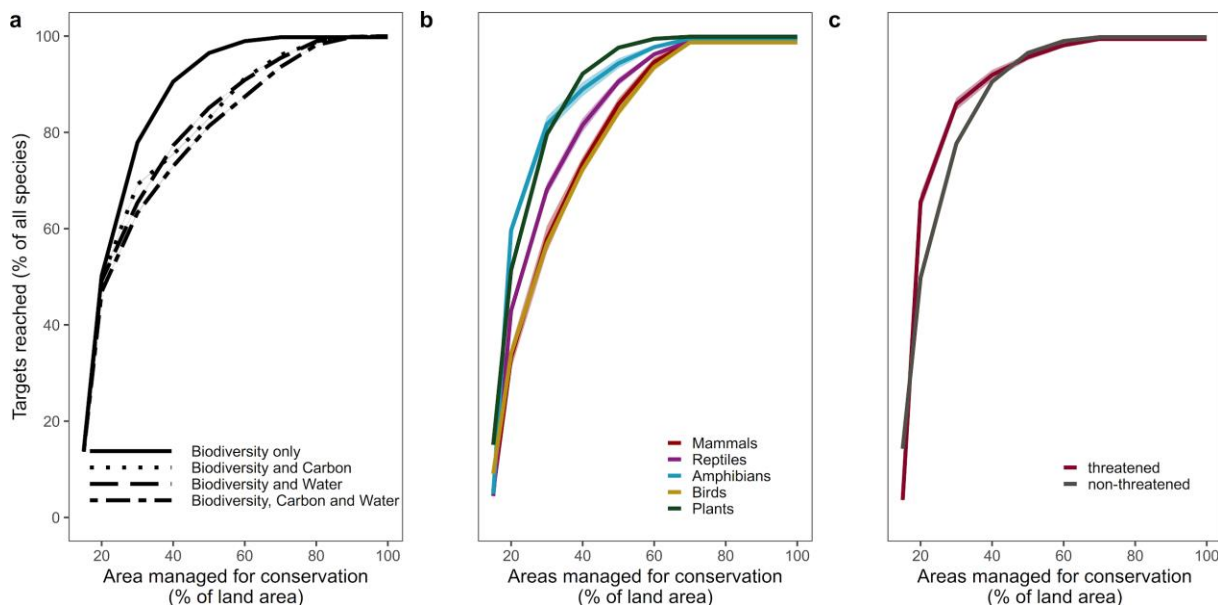 a
b
c
Targets reached (% of all species)
100
80
60
40
20
0
Biodiversity only
Biodiversity and Carbon
Biodiversity and Water
Biodiversity, Carbon and Water
20 40 60 80 100
Area managed for conservation
(% of land area)
Mammals
Reptiles
Amphibians
Birds
Plants
20 40 60 80 100
Areas managed for conservation
(% of land area)
threatened
non-threatened
20 40 60 80 100
Areas managed for conservation
(% of land area)